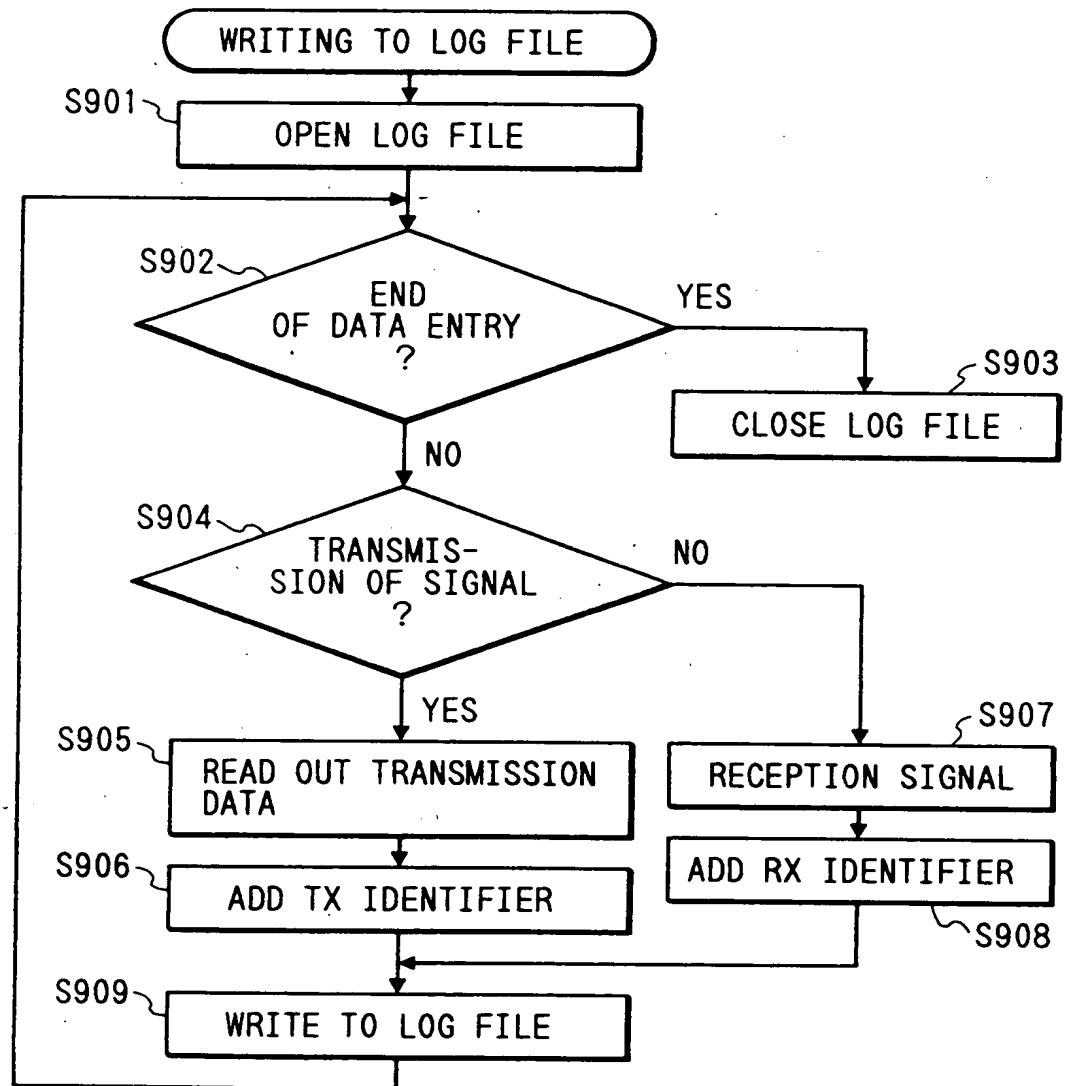 WRITING TO LOG FILE
S901
OPEN LOG FILE
S902
END
OF DATA ENTRY
?
YES
S903
CLOSE LOG FILE
NO
S904
TRANSMIS-
SION OF SIGNAL
?
NO
YES
S905
READ OUT TRANSMISSION
DATA
S907
RECEPTION SIGNAL
S906
ADD TX IDENTIFIER
ADD RX IDENTIFIER
S908
S909
WRITE TO LOG FILE